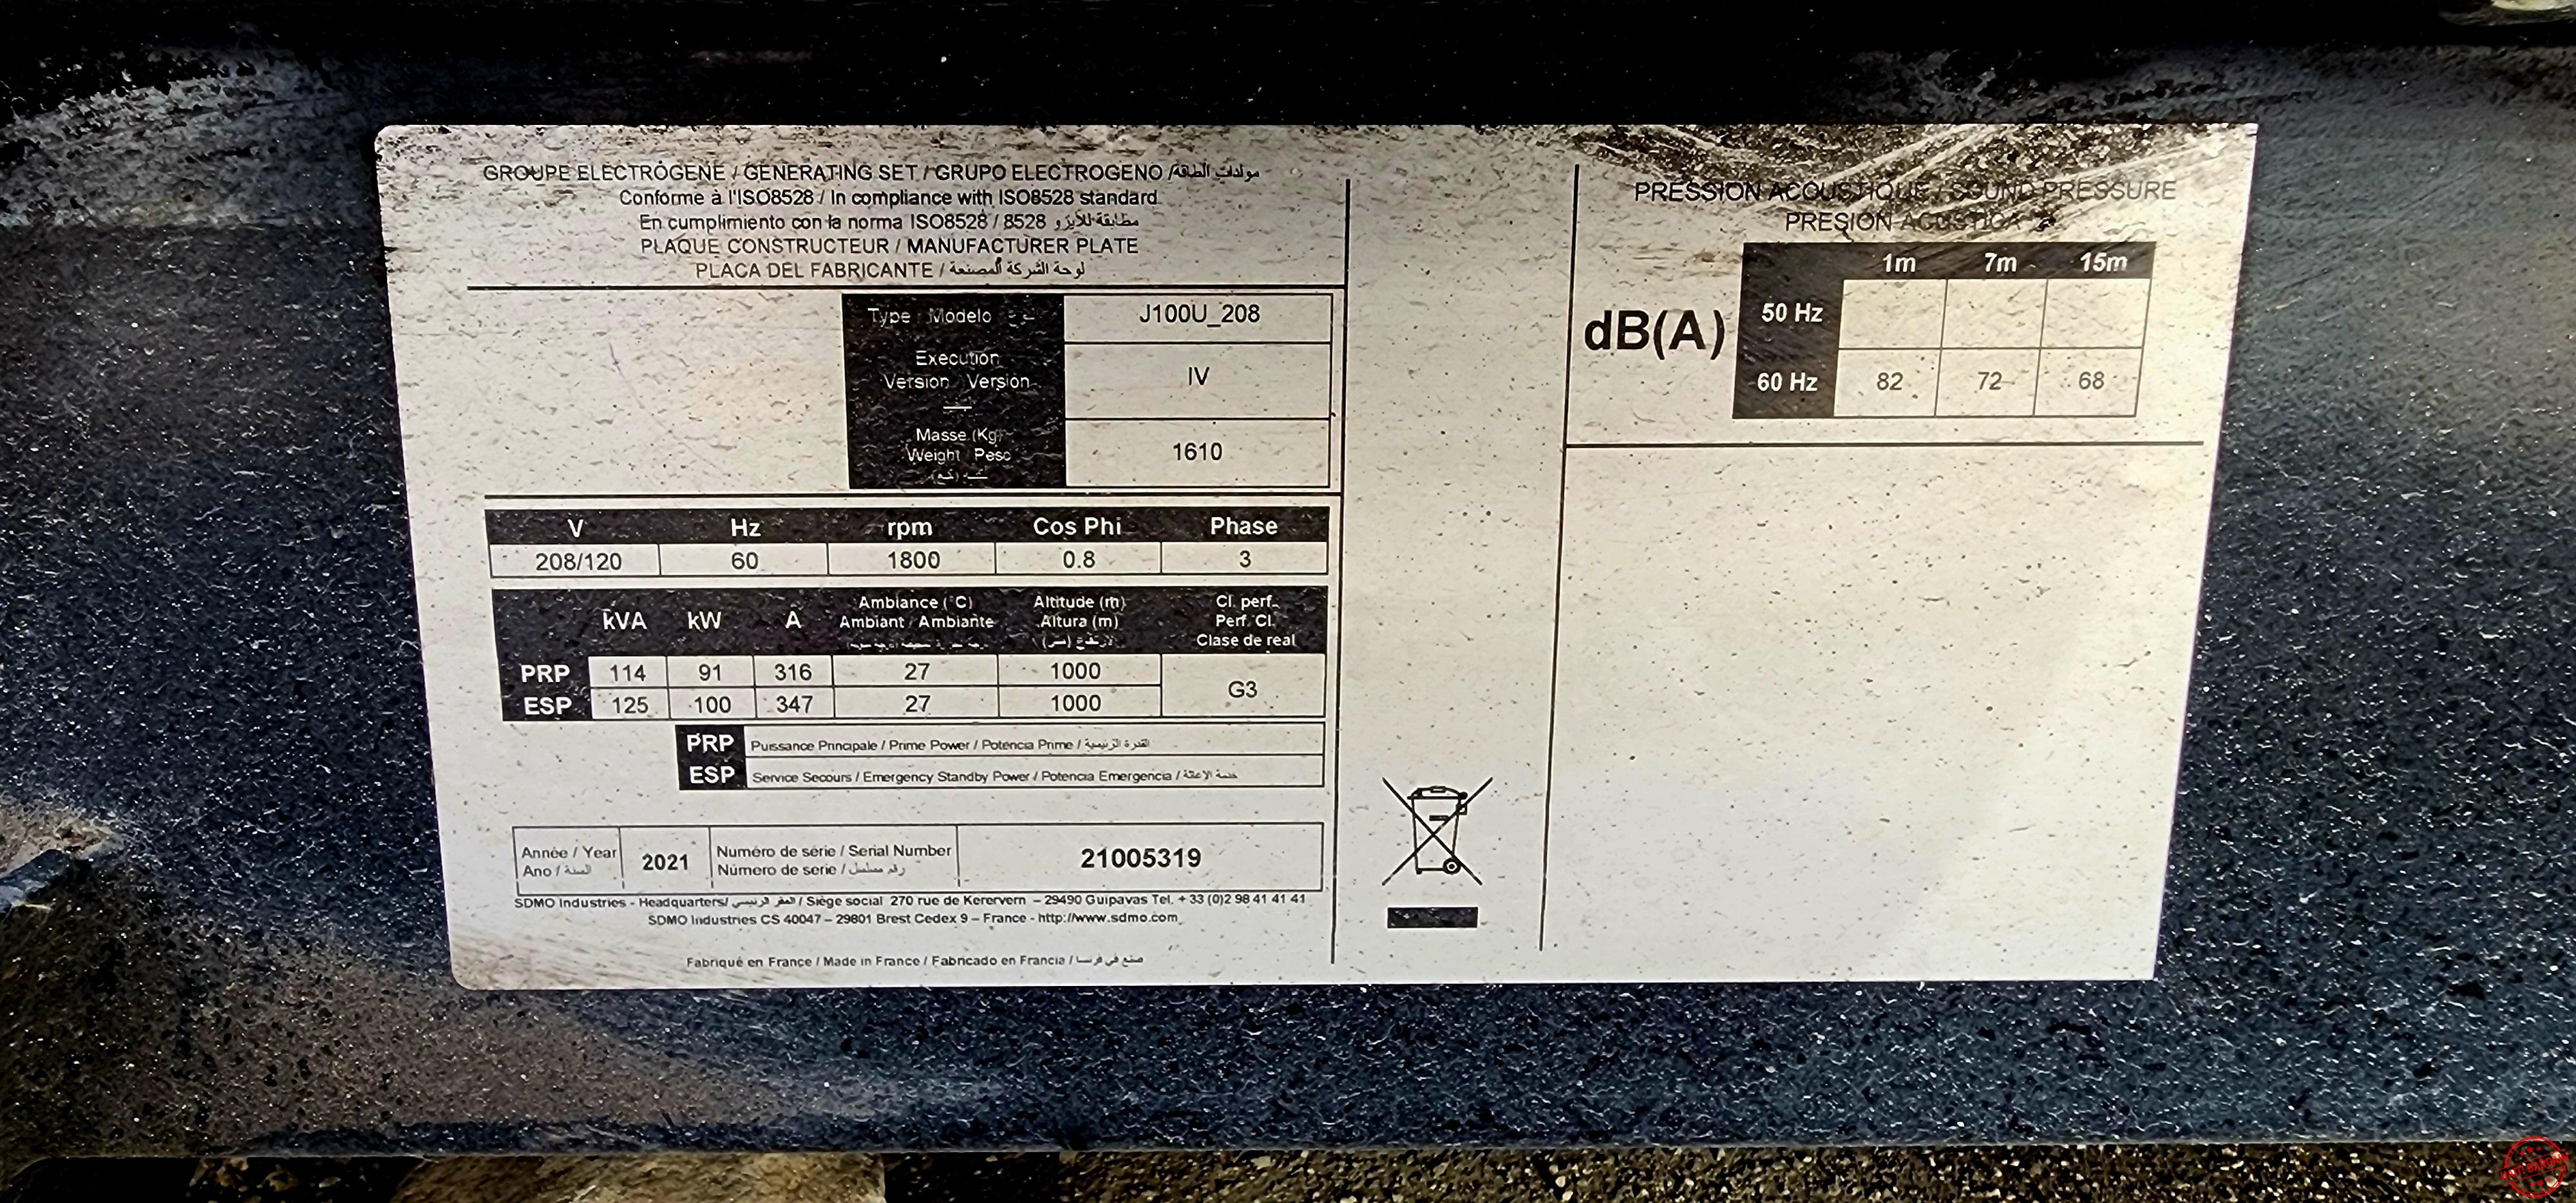 GROUPE ELECTROGENE / GENERATING SET / GRUPO ELECTROGENO / مولدات الطاقة
Conforme à l'ISO8528 / In compliance with ISO8528 standard
En cumplimiento con la norma ISO8528 / 8528 مطابقة للأيزو
PLAQUE CONSTRUCTEUR / MANUFACTURER PLATE
PLACA DEL FABRICANTE / لوحة الشركة المصنعة
Type Modelo J100U_208
Execution
Version Version IV
Masse (Kg)
Weight Peso 1610
V Hz rpm Cos Phi Phase
208/120 60 1800 0.8 3
kVA kW A Ambiance (°C) Altitude (m) Cl. perf.
Ambiant Ambiante Altura (m) Perf. Cl.
Clase de real
PRP 114 91 316 27 1000 G3
ESP 125 100 347 27 1000
PRP Puissance Principale / Prime Power / Potencia Prime / القدرة الرئيسية
ESP Service Secours / Emergency Standby Power / Potencia Emergencia / خدمة الاغاثة
Année / Year 2021 Numéro de série / Serial Number 21005319
Ano / السنة Número de serie / رقم مسلسل
SDMO Industries - Headquarters/ المقر الرئيسي / Siège social 270 rue de Kerervern – 29490 Guipavas Tel. + 33 (0)2 98 41 41 41
SDMO Industries CS 40047 – 29801 Brest Cedex 9 – France - http://www.sdmo.com
Fabriqué en France / Made in France / Fabricado en Francia / صنع في فرنسا
PRESSION ACOUSTIQUE / SOUND PRESSURE
PRESION ACUSTICA
1m 7m 15m
dB(A)
50 Hz
60 Hz 82 72 68